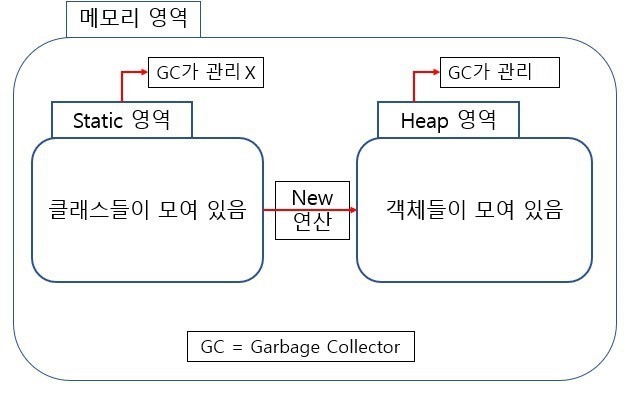 메모리 영역
GC가 관리 X
GC가 관리
Static 영역
Heap 영역
클래스들이 모여 있음
New
연산
객체들이 모여 있음
GC = Garbage Collector